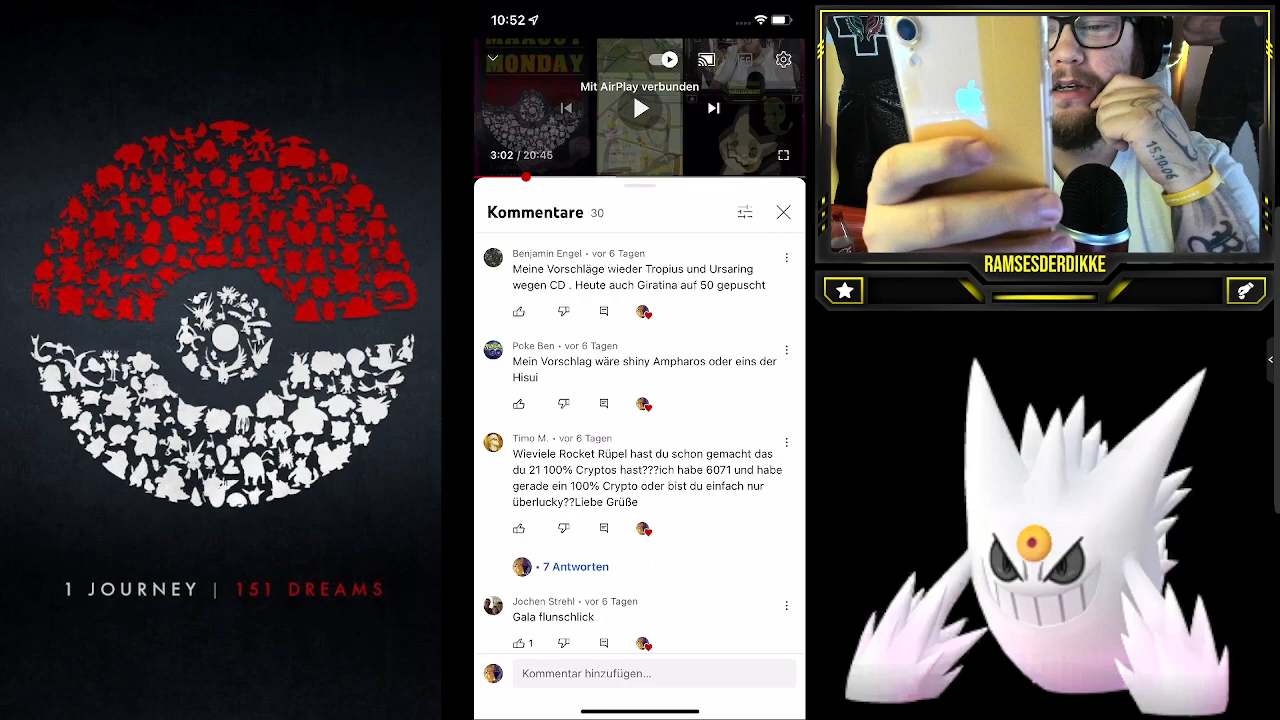 10:52
MAKUST
MONDAY
Mit AirPlay verbunden
3:02 / 20:45
Kommentare 30
Benjamin Engel • vor 6 Tagen
Meine Vorschläge wieder Tropius und Ursaring
wegen CD . Heute auch Giratina auf 50 gepuscht
Poke Ben • vor 6 Tagen
Mein Vorschlag wäre shiny Ampharos oder eins der
Hisui
Timo M. • vor 6 Tagen
Wieviele Rocket Rüpel hast du schon gemacht das
du 21 100% Cryptos hast???ich habe 6071 und habe
gerade ein 100% Crypto oder bist du einfach nur
überlucky??Liebe Grüße
• 7 Antworten
Jochen Strehl • vor 6 Tagen
Gala flunschlick
1
Kommentar hinzufügen...
1 JOURNEY | 151 DREAMS
15.10.06
RAMSESDERDIKKE